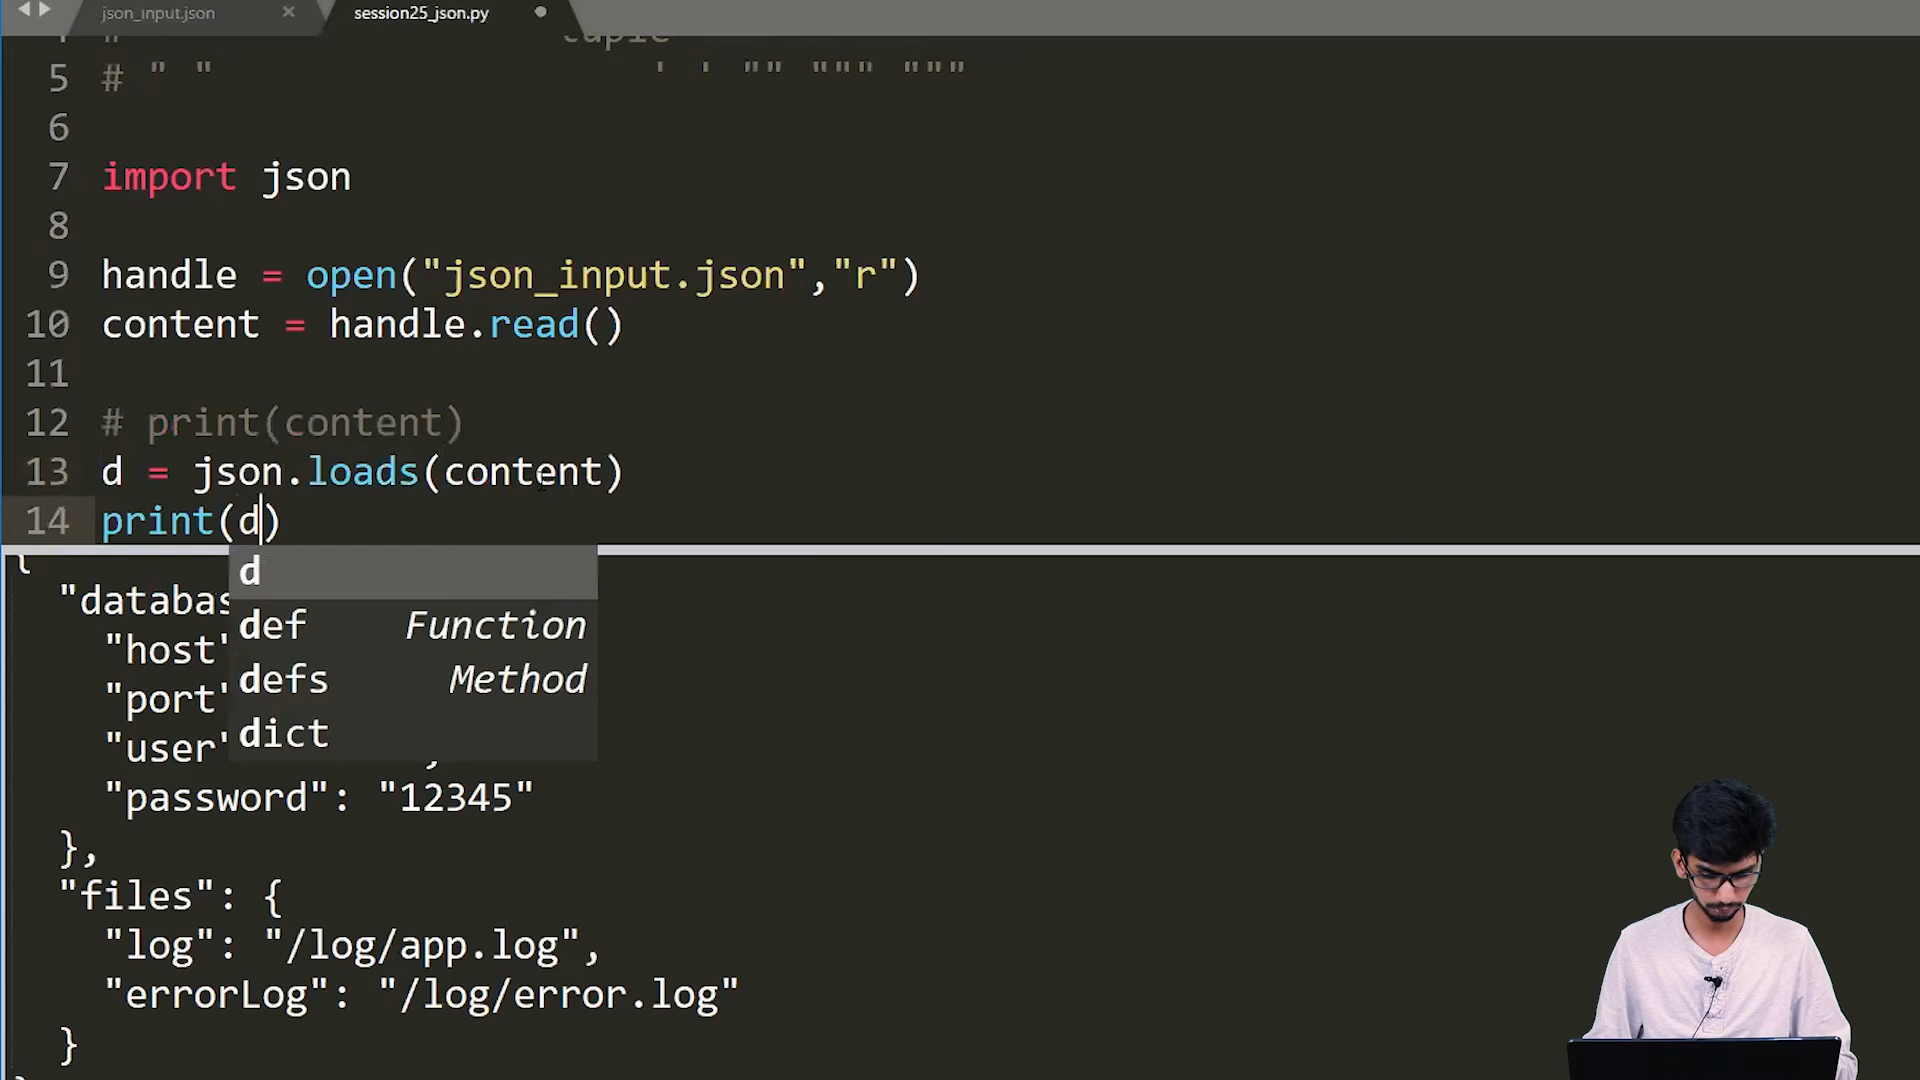 json_input.json session25_json.py
4 # tuple
5 # " " ' ' "" """ """
6
7 import json
8
9 handle = open("json_input.json","r")
10 content = handle.read()
11
12 # print(content)
13 d = json.loads(content)
14 print(d)
d
def Function
defs Method
dict
{
"databas
"host"
"port"
"user" ,
"password": "12345"
},
"files": {
"log": "/log/app.log",
"errorLog": "/log/error.log"
}